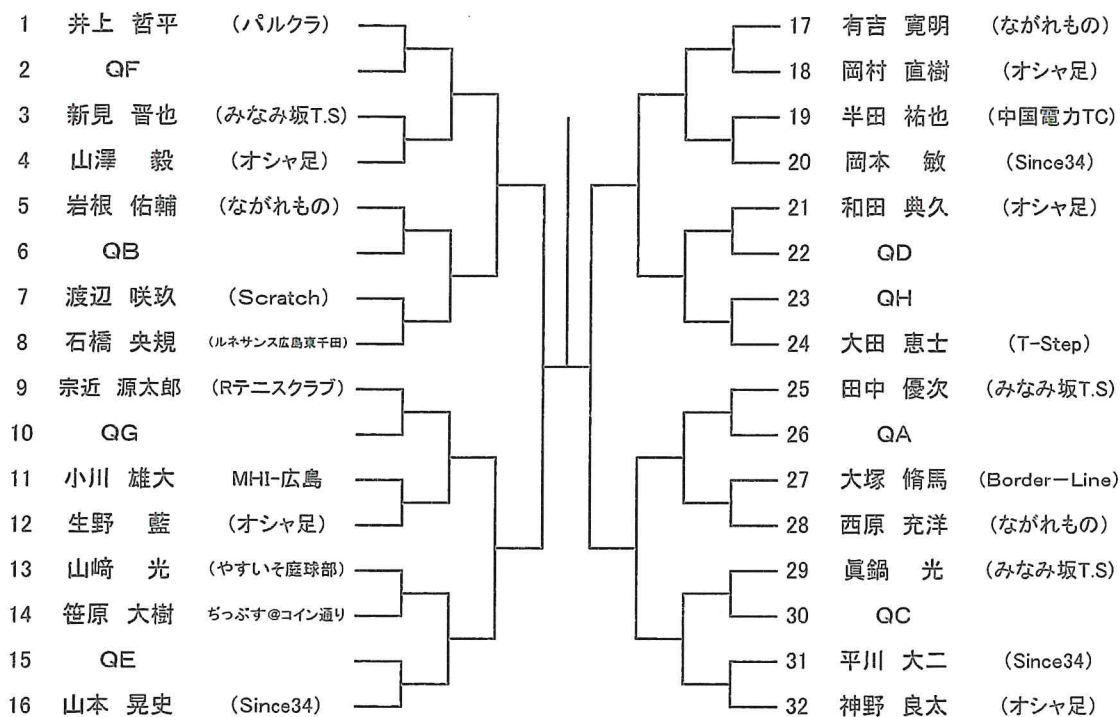 1 井上 哲平 (パルクラ)
2 QF
3 新見 晋也 (みなみ坂T.S)
4 山澤 毅 (オシャ足)
5 岩根 佑輔 (ながれもの)
6 QB
7 渡辺 咲玖 (Scratch)
8 石橋 央規 (ルネサンス広島東千田)
9 宗近 源太郎 (Rテニスクラブ)
10 QG
11 小川 雄大 MHI-広島
12 生野 藍 (オシャ足)
13 山﨑 光 (やすいそ庭球部)
14 笹原 大樹 ぢっぷす@コイン通り
15 QE
16 山本 晃史 (Since34)
17 有吉 寛明 (ながれもの)
18 岡村 直樹 (オシャ足)
19 半田 祐也 (中国電力TC)
20 岡本 敏 (Since34)
21 和田 典久 (オシャ足)
22 QD
23 QH
24 大田 恵士 (T-Step)
25 田中 優次 (みなみ坂T.S)
26 QA
27 大塚 脩馬 (Border-Line)
28 西原 充洋 (ながれもの)
29 眞鍋 光 (みなみ坂T.S)
30 QC
31 平川 大二 (Since34)
32 神野 良太 (オシャ足)